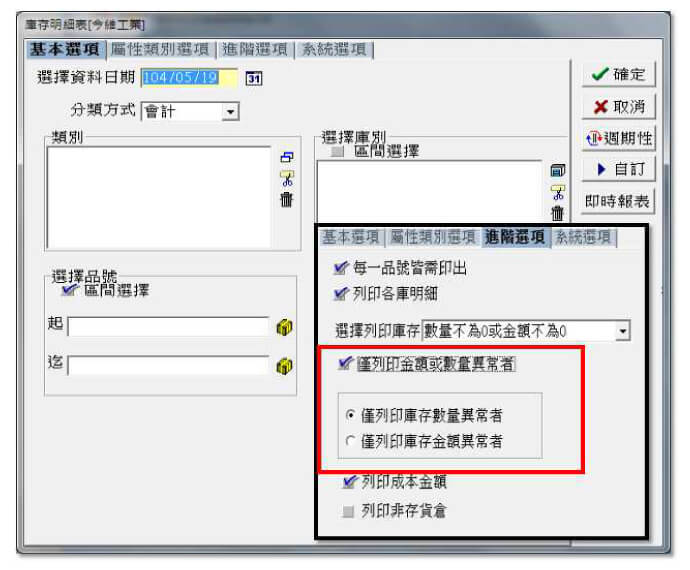 庫存明細表[今緯工業]
基本選項 屬性類別選項 進階選項 系統選項
選擇資料日期 104/05/19 31
分類方式 會計
類別
選擇庫別
區間選擇
選擇品號
區間選擇
起
迄
確定
取消
週期性
自訂
即時報表
基本選項 屬性類別選項 進階選項 系統選項
每一品號皆需印出
列印各庫明細
選擇列印庫存 數量不為0或金額不為0
僅列印金額或數量異常者
僅列印庫存數量異常者
僅列印庫存金額異常者
列印成本金額
列印非存貨倉